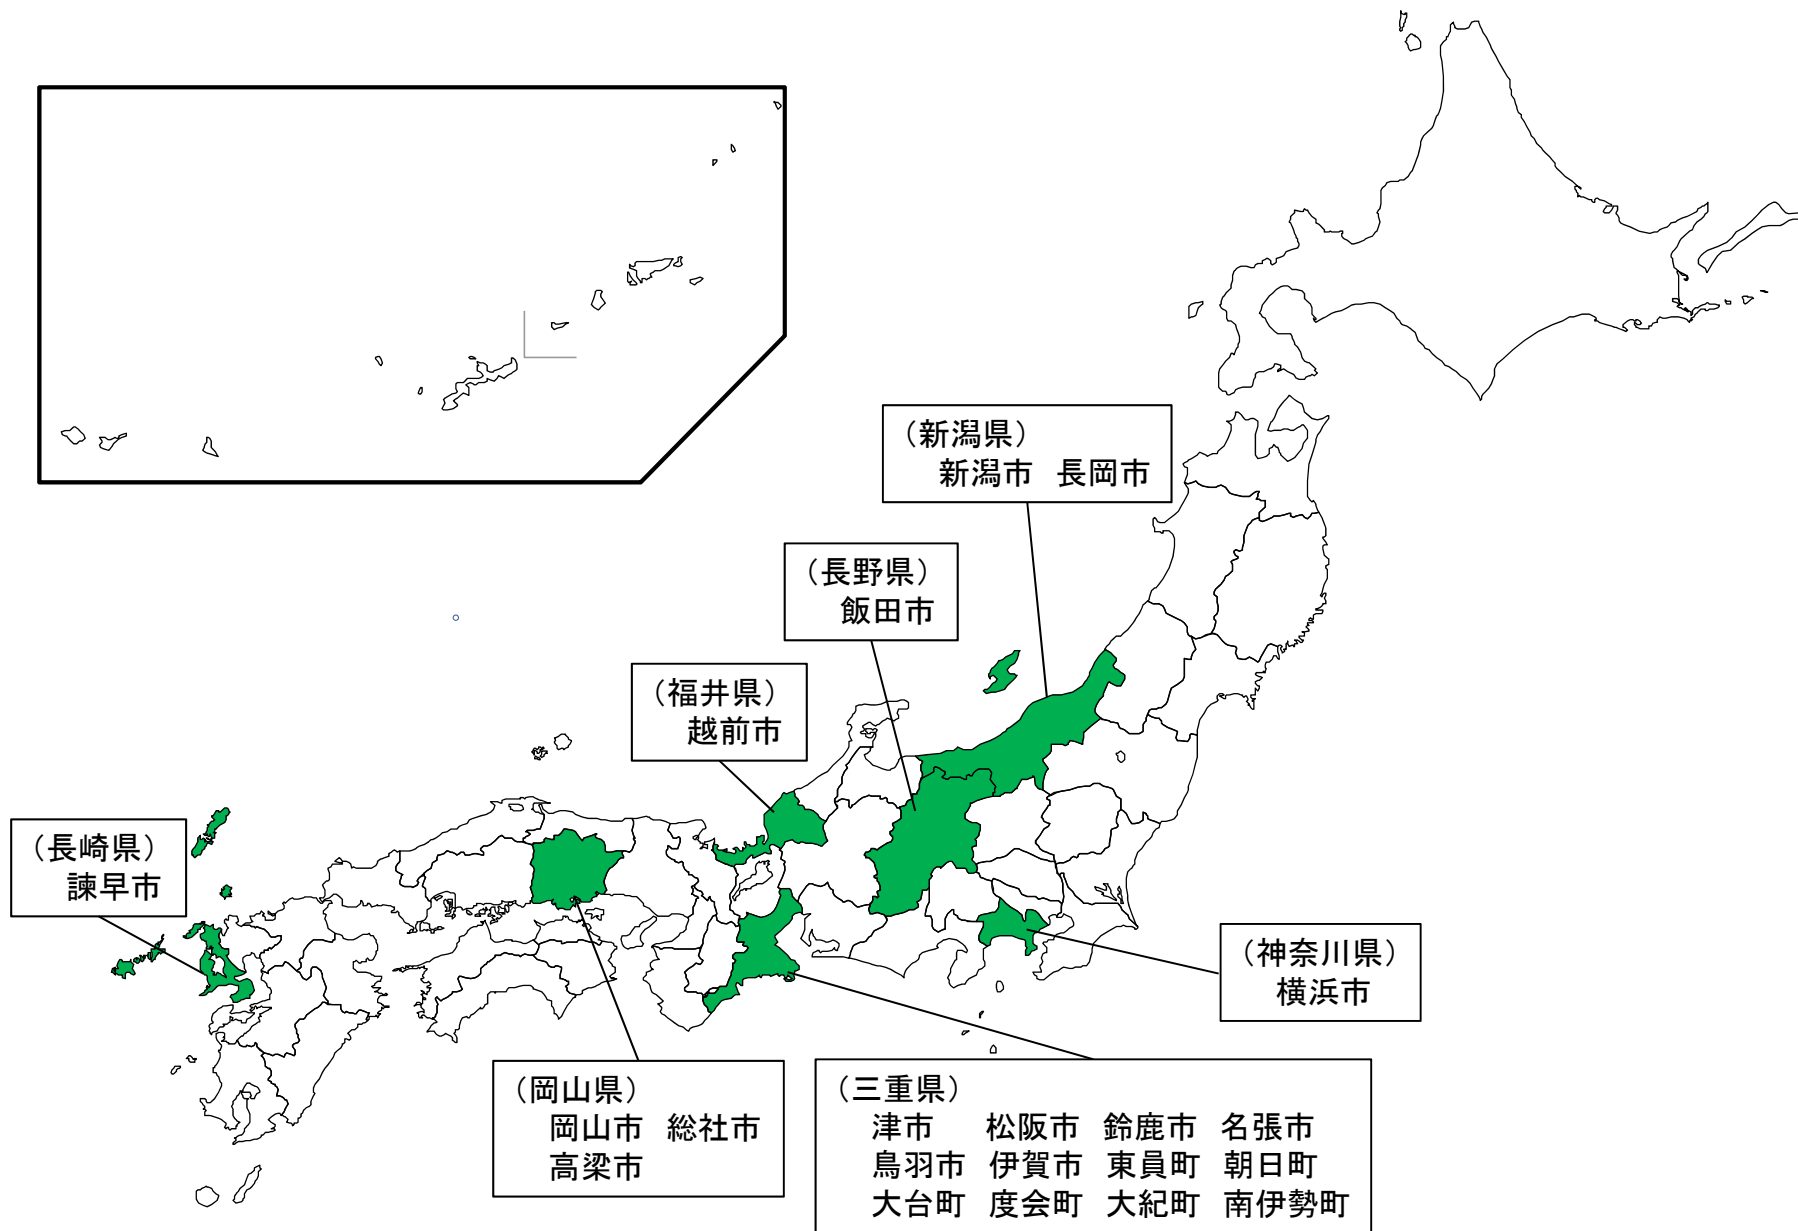 （新潟県）
新潟市　長岡市
（長野県）
飯田市
（福井県）
越前市
（長崎県）
諫早市
（神奈川県）
横浜市
（岡山県）
岡山市　総社市
高梁市
（三重県）
津市　松阪市　鈴鹿市　名張市
鳥羽市　伊賀市　東員町　朝日町
大台町　度会町　大紀町　南伊勢町